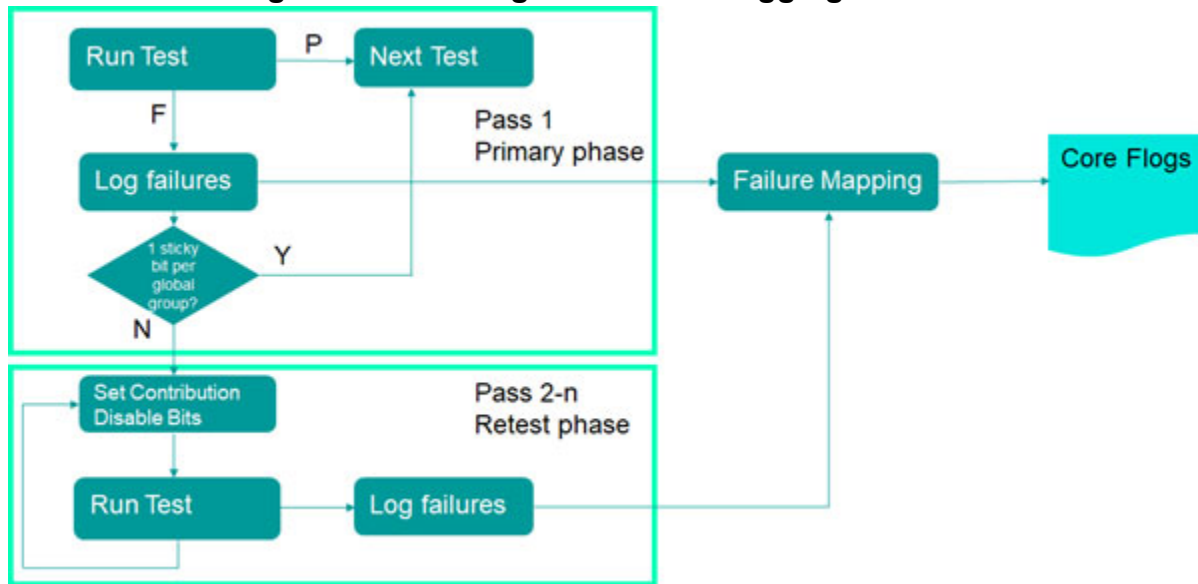 Run Test
P
Next Test
F
Pass 1
Primary phase
Log failures
Failure Mapping
Core Flogs
1 sticky
bit per
global
group?
Y
N
Set Contribution
Disable Bits
Pass 2-n
Retest phase
Run Test
Log failures